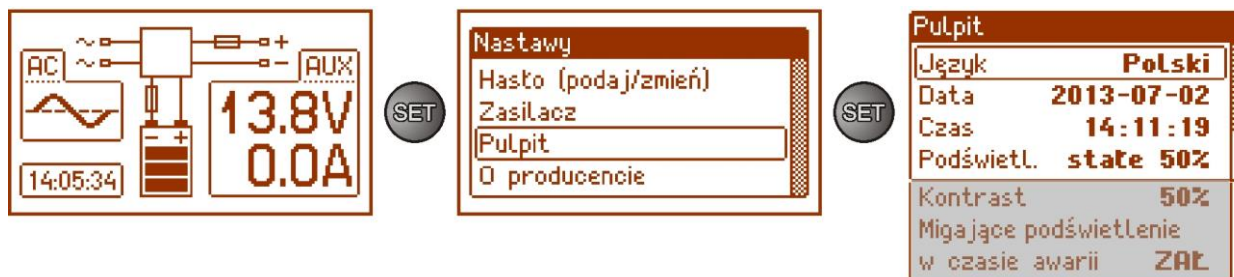 AC
AUX
13.8V
0.0A
- +
14:05:34
SET
Nastawy
Hasło (podaj/zmień)
Zasilacz
Pulpit
O producencie
SET
Pulpit
Język Polski
Data 2013-07-02
Czas 14:11:19
Podświetl. stałe 50%
Kontrast 50%
Migające podświetlenie
w czasie awarii ZAŁ